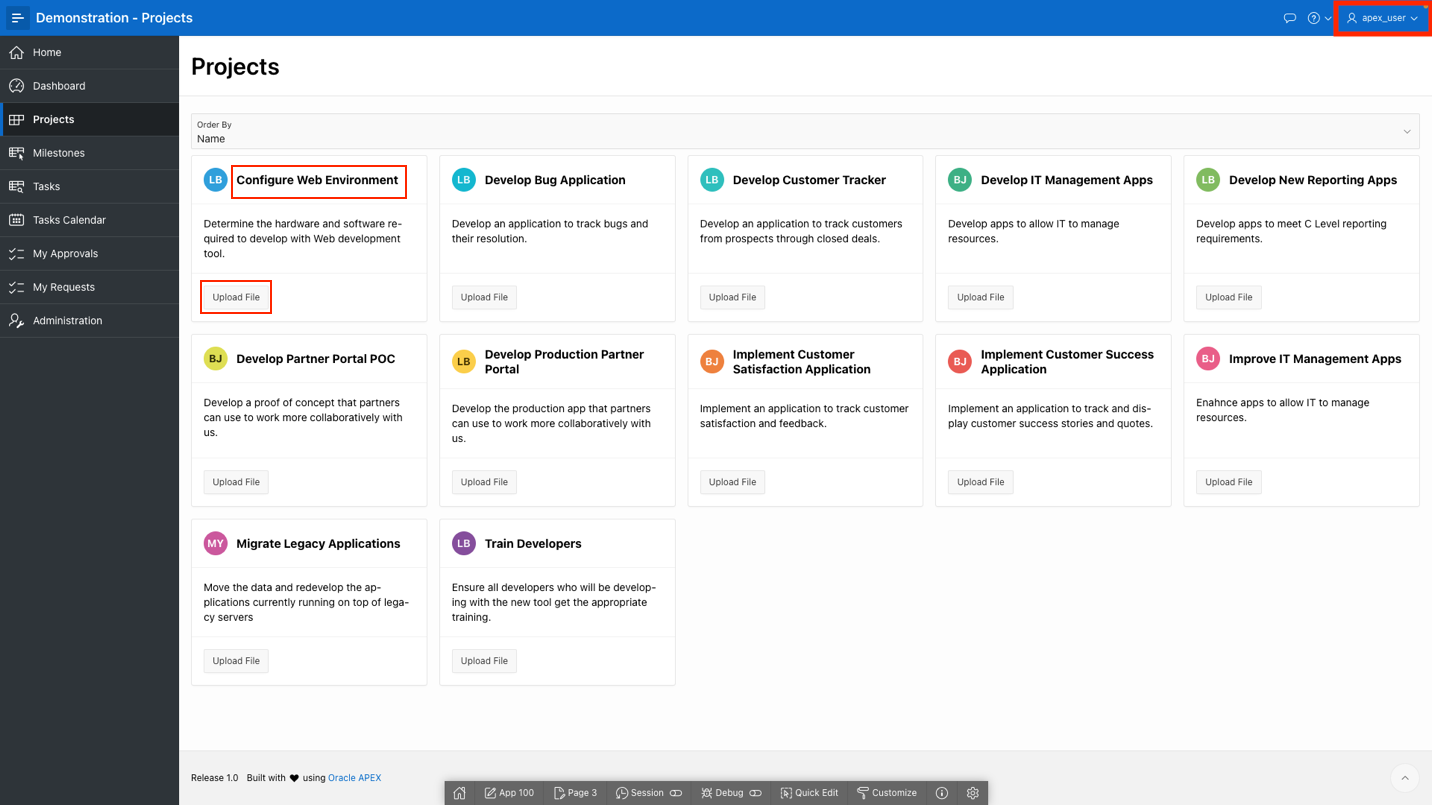 Demonstration - Projects
apex_user
Home
Dashboard
Projects
Milestones
Tasks
Tasks Calendar
My Approvals
My Requests
Administration
Projects
Order By
Name
LB Configure Web Environment
Determine the hardware and software re-
quired to develop with Web development
tool.
Upload File
LB Develop Bug Application
Develop an application to track bugs and
their resolution.
Upload File
LB Develop Customer Tracker
Develop an application to track customers
from prospects through closed deals.
Upload File
BJ Develop IT Management Apps
Develop apps to allow IT to manage
resources.
Upload File
LB Develop New Reporting Apps
Develop apps to meet C Level reporting
requirements.
Upload File
BJ Develop Partner Portal POC
Develop a proof of concept that partners
can use to work more collaboratively with
us.
Upload File
LB Develop Production Partner
Portal
Develop the production app that partners
can use to work more collaboratively with
us.
Upload File
BJ Implement Customer
Satisfaction Application
Implement an application to track customer
satisfaction and feedback.
Upload File
BJ Implement Customer Success
Application
Implement an application to track and dis-
play customer success stories and quotes.
Upload File
BJ Improve IT Management Apps
Enahnce apps to allow IT to manage
resources.
Upload File
MY Migrate Legacy Applications
Move the data and redevelop the ap-
plications currently running on top of lega-
cy servers
Upload File
LB Train Developers
Ensure all developers who will be develop-
ing with the new tool get the appropriate
training.
Upload File
Release 1.0 Built with ♥ using Oracle APEX
App 100 Page 3 Session Debug Quick Edit Customize